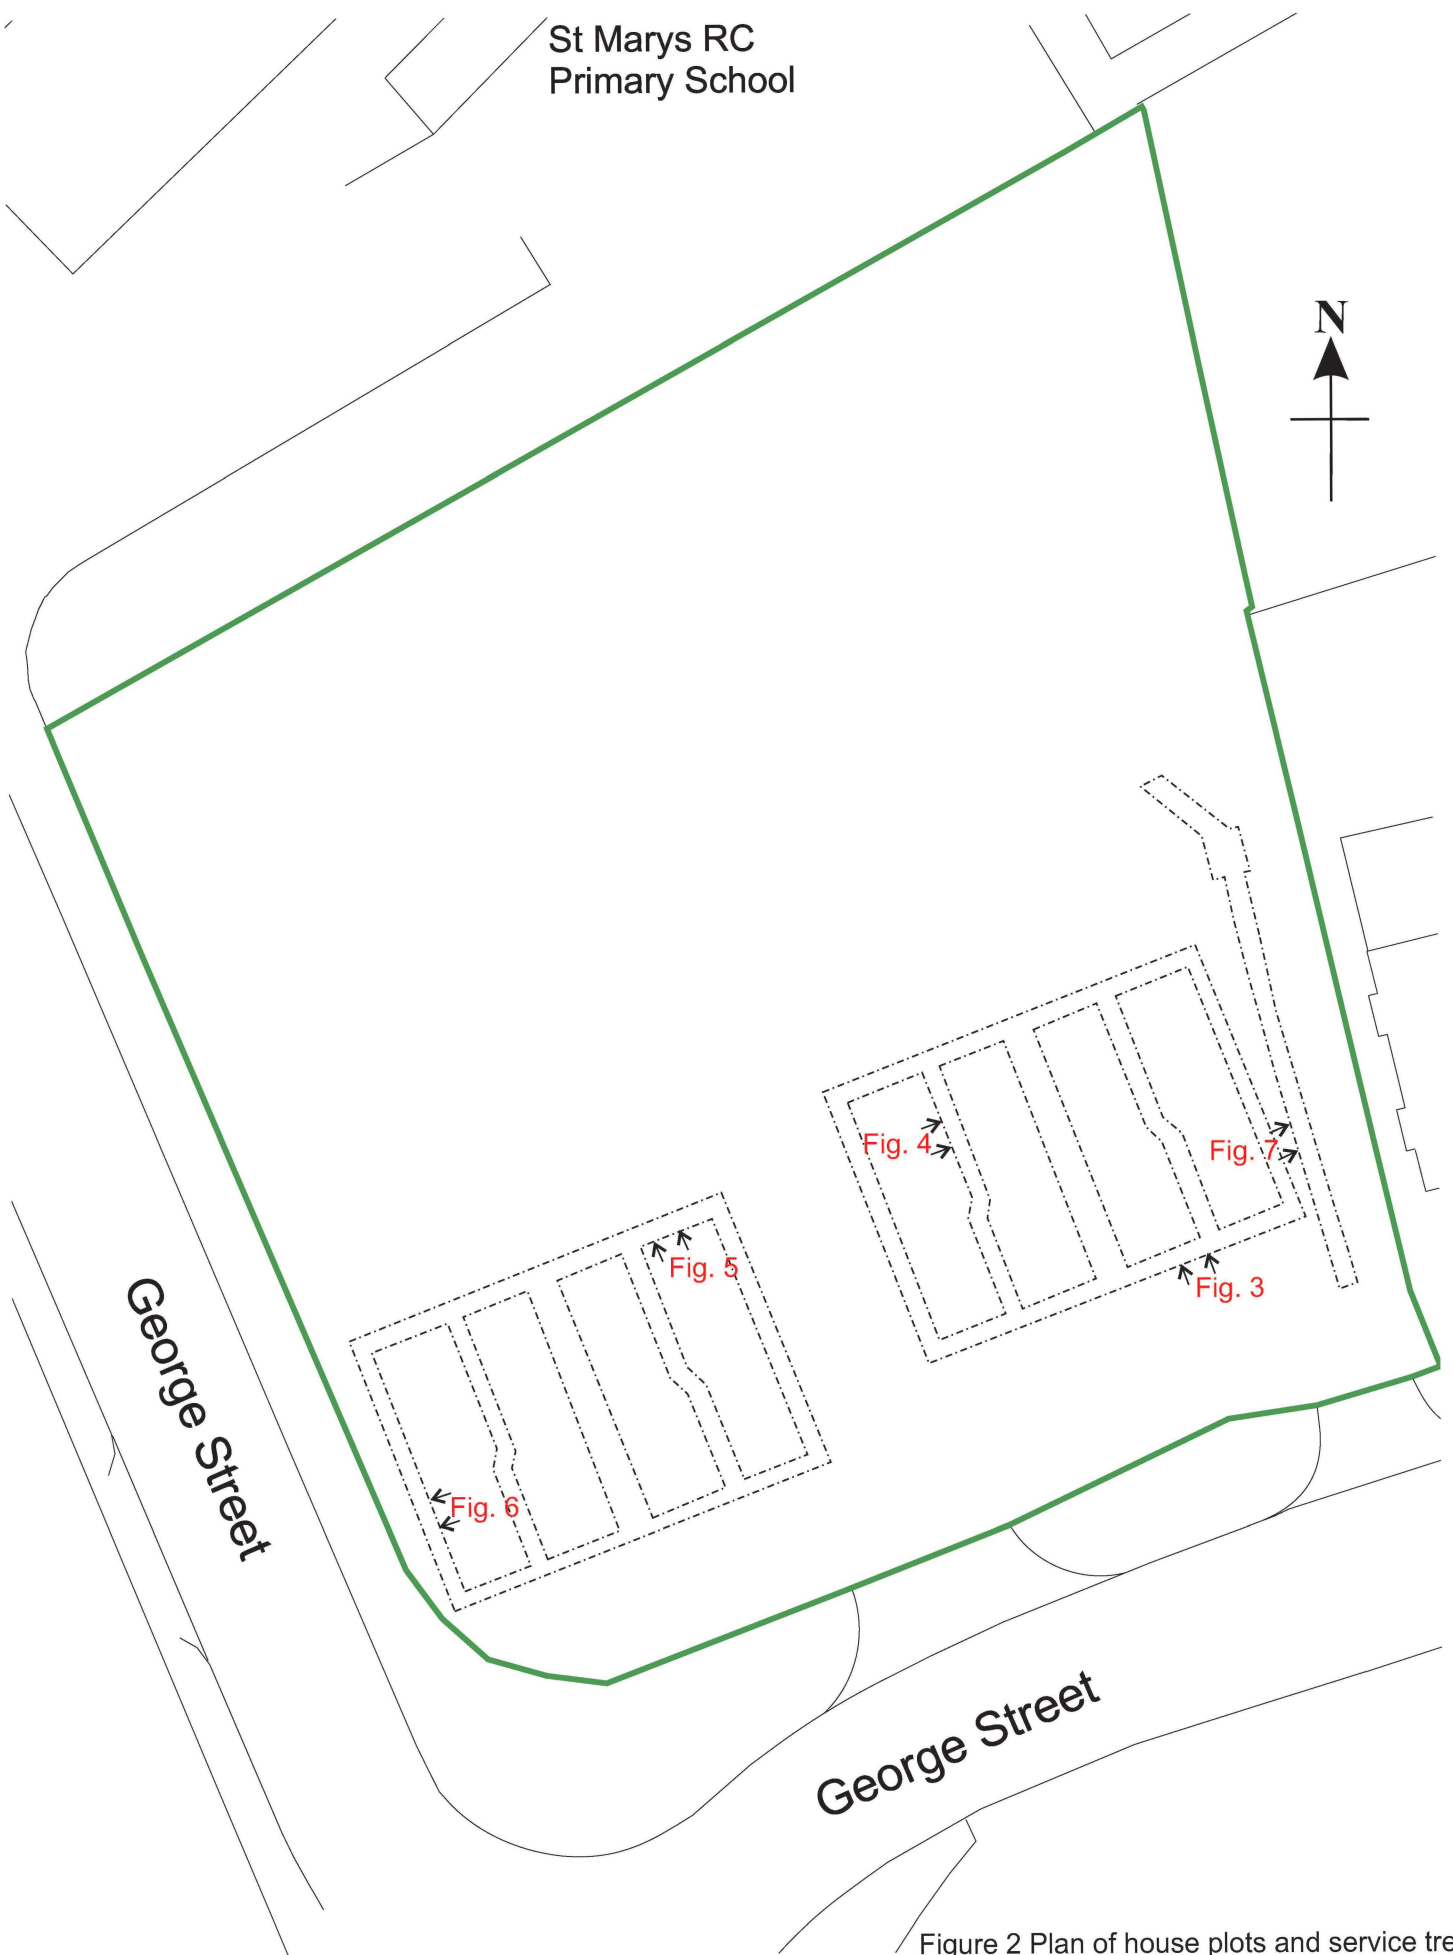 St Marys RC
Primary School
N
Fig. 4
Fig. 7
Fig. 5
Fig. 3
Fig. 6
George Street
George Street
Figure 2 Plan of house plots and service tre